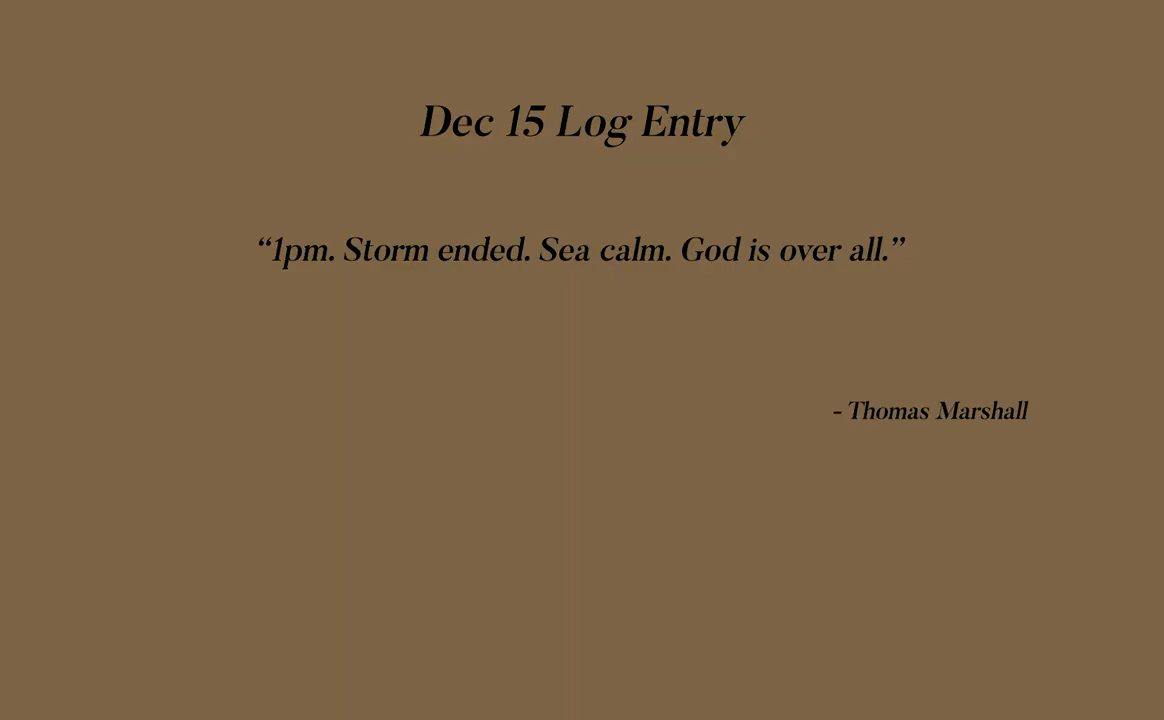 Dec 15 Log Entry
“1pm. Storm ended. Sea calm. God is over all.”
- Thomas Marshall